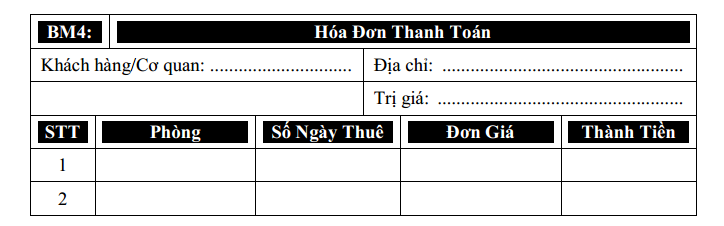 BM4: Hóa Đơn Thanh Toán
Khách hàng/Cơ quan: .............................. Địa chỉ: ..................................................
Trị giá: ...................................................
STT Phòng Số Ngày Thuê Đơn Giá Thành Tiền
1
2